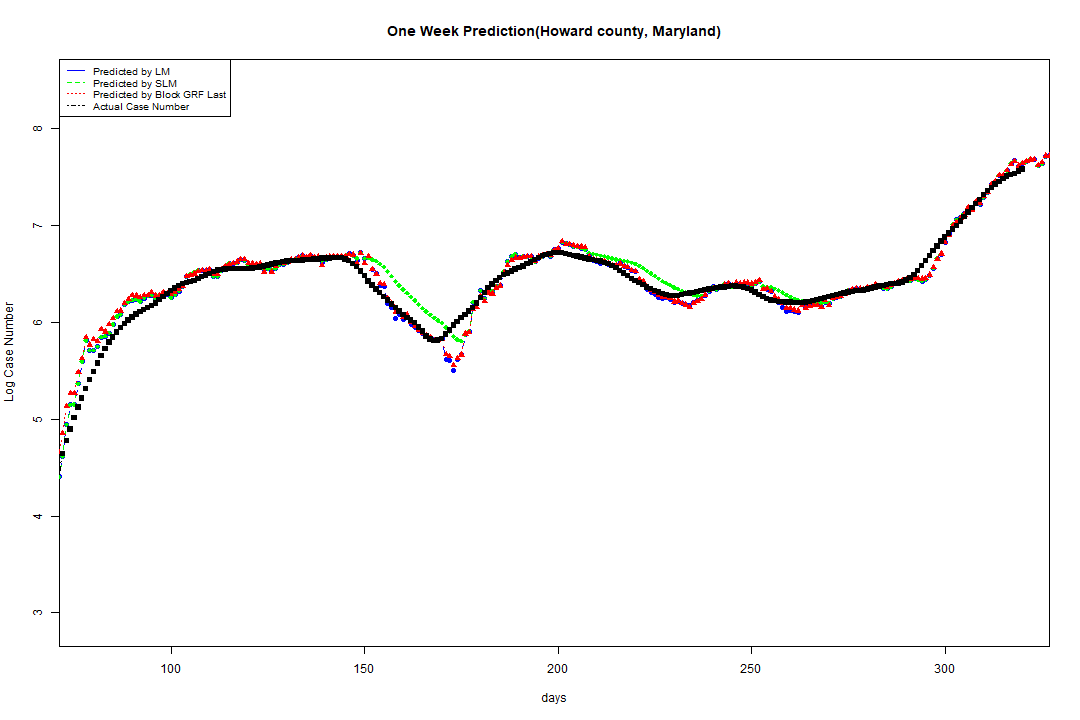 One Week Prediction(Howard county, Maryland)
Predicted by LM
Predicted by SLM
Predicted by Block GRF Last
Actual Case Number
8
7
6
5
4
3
Log Case Number
100 150 200 250 300
days